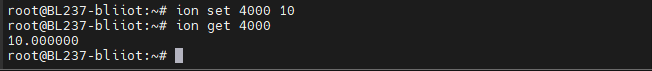 root@BL237-bliiot:~# ion set 4000 10
root@BL237-bliiot:~# ion get 4000
10.000000
root@BL237-bliiot:~#